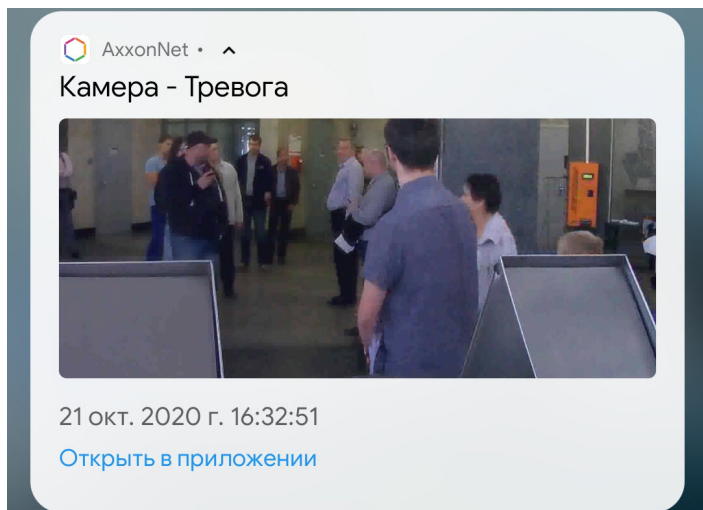 AxxonNet •
Камера - Тревога
21 окт. 2020 г. 16:32:51
Открыть в приложении